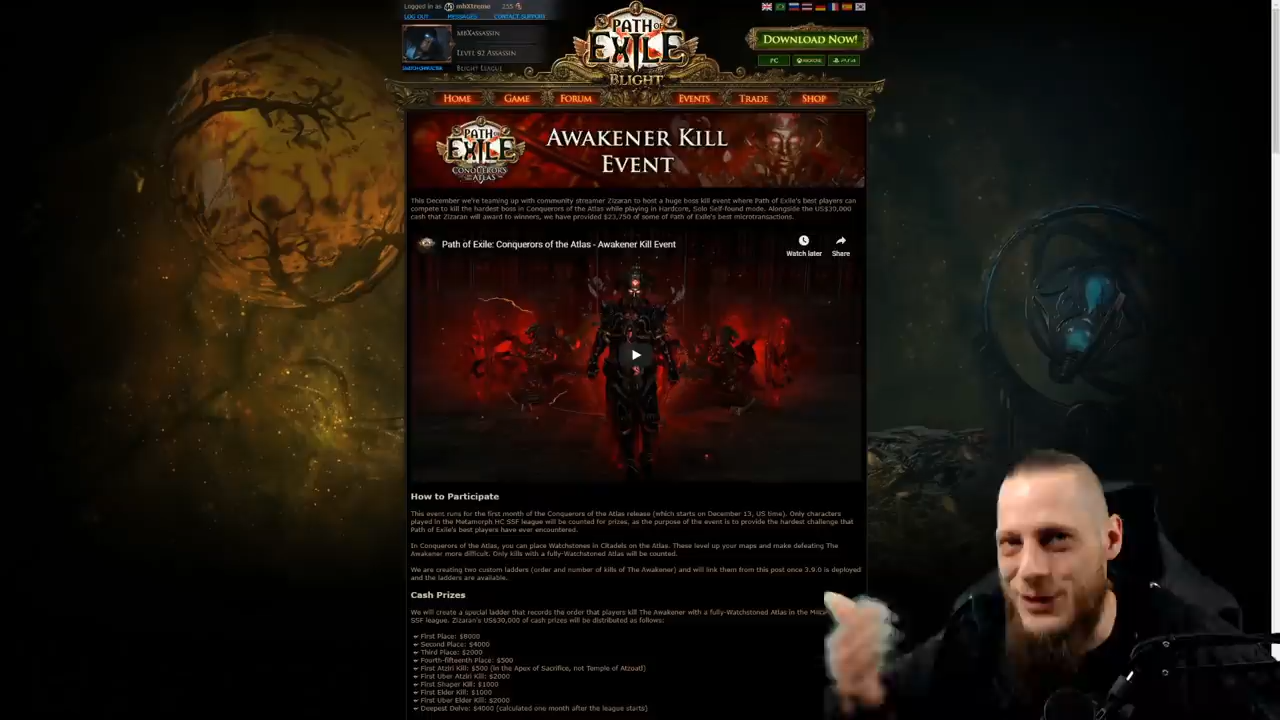 Logged in as mbXtreme 255
LOG OUT MESSAGES CONTACT SUPPORT
MBXASSASSIN
LEVEL 92 ASSASSIN
BLIGHT LEAGUE
SWITCH CHARACTER
PATH OF EXILE
BLIGHT
DOWNLOAD NOW!
PC XBOX ONE PS4
HOME GAME FORUM EVENTS TRADE SHOP
PATH OF EXILE
CONQUERORS OF THE ATLAS
AWAKENER KILL
EVENT
This December we're teaming up with community streamer Zizaran to host a huge boss kill event where Path of Exile's best players can
compete to kill the hardest boss in Conquerors of the Atlas while playing in Hardcore, Solo Self-found mode. Alongside the US$30,000
cash that Zizaran will award to winners, we have provided $23,750 of some of Path of Exile's best microtransactions.
Path of Exile: Conquerors of the Atlas - Awakener Kill Event
Watch later Share
How to Participate
This event runs for the first month of the Conquerors of the Atlas release (which starts on December 13, US time). Only characters
played in the Metamorph HC SSF league will be counted for prizes, as the purpose of the event is to provide the hardest challenge that
Path of Exile's best players have ever encountered.
In Conquerors of the Atlas, you can place Watchstones in Citadels on the Atlas. These level up your maps and make defeating The
Awakener more difficult. Only kills with a fully-Watchstoned Atlas will be counted.
We are creating two custom ladders (order and number of kills of The Awakener) and will link them from this post once 3.9.0 is deployed
and the ladders are available.
Cash Prizes
We will create a special ladder that records the order that players kill The Awakener with a fully-Watchstoned Atlas in the
SSF league. Zizaran's US$30,000 of cash prizes will be distributed as follows:
First Place: $8000
Second Place: $4000
Third Place: $2000
Fourth-fifteenth Place: $500
First Atziri Kill: $500 (in the Apex of Sacrifice, not Temple of Atzoatl)
First Uber Atziri Kill: $2000
First Shaper Kill: $1000
First Elder Kill: $1000
First Uber Elder Kill: $2000
Deepest Delve: $4000 (calculated one month after the league starts)